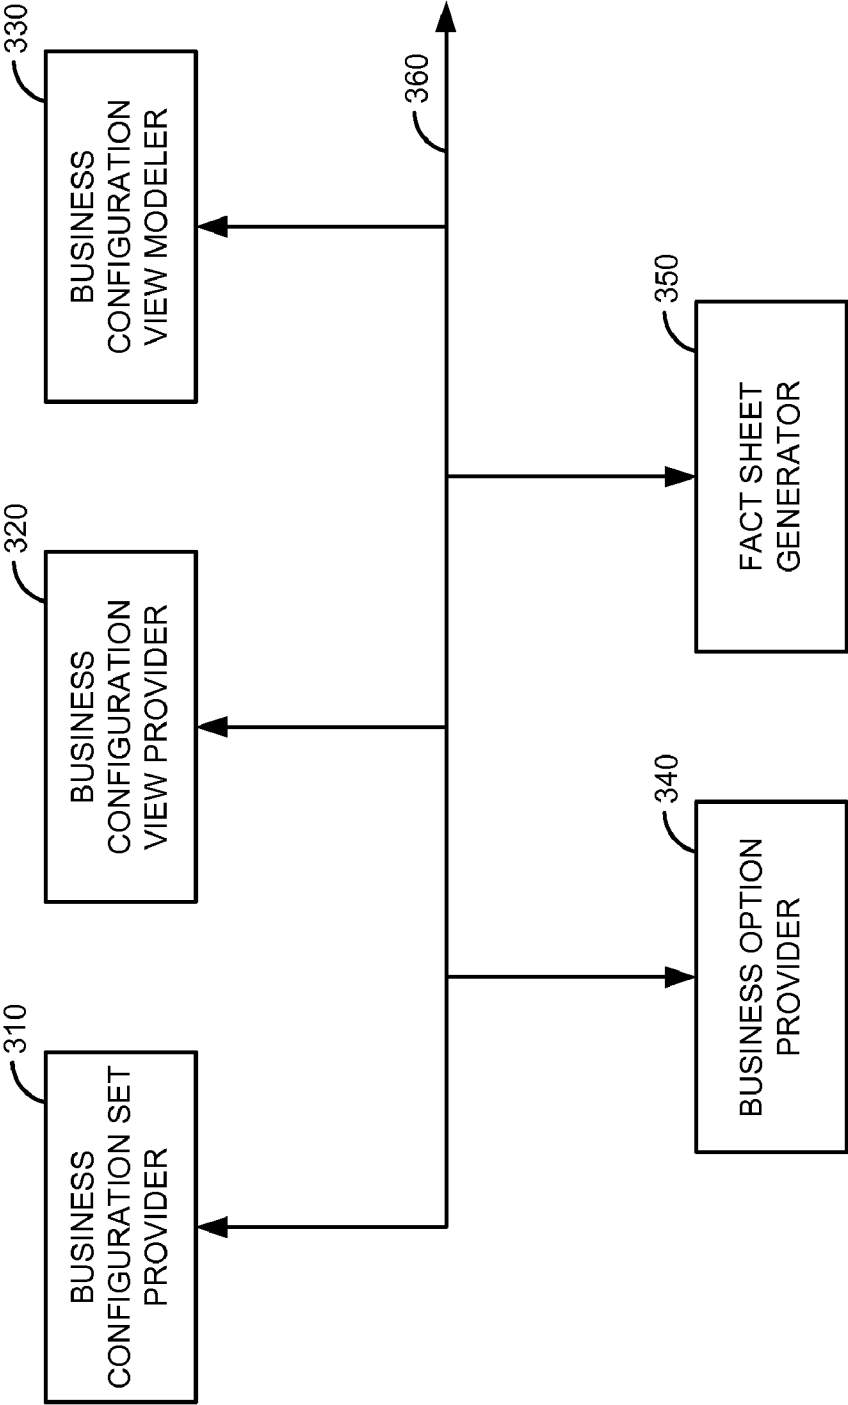 310
BUSINESS
CONFIGURATION SET
PROVIDER
320
BUSINESS
CONFIGURATION
VIEW PROVIDER
330
BUSINESS
CONFIGURATION
VIEW MODELER
360
340
BUSINESS OPTION
PROVIDER
350
FACT SHEET
GENERATOR